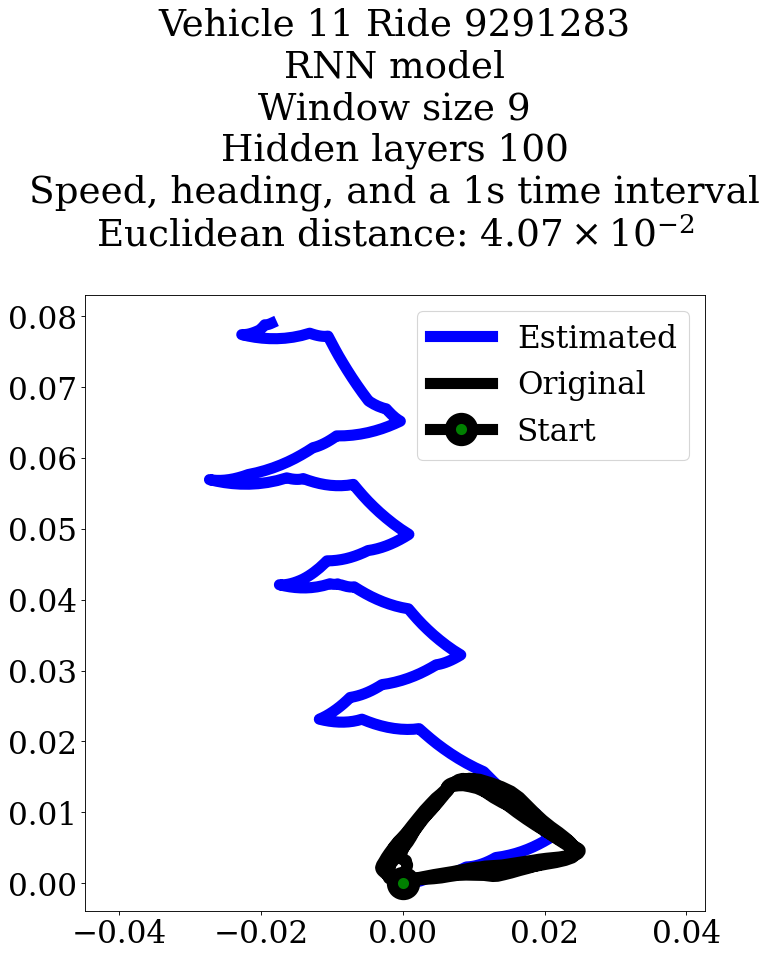 Vehicle 11 Ride 9291283
RNN model
Window size 9
Hidden layers 100
Speed, heading, and a 1s time interval
Euclidean distance: 4.07 × 10⁻²
Estimated
Original
Start
0.08
0.07
0.06
0.05
0.04
0.03
0.02
0.01
0.00
−0.04
−0.02
0.00
0.02
0.04